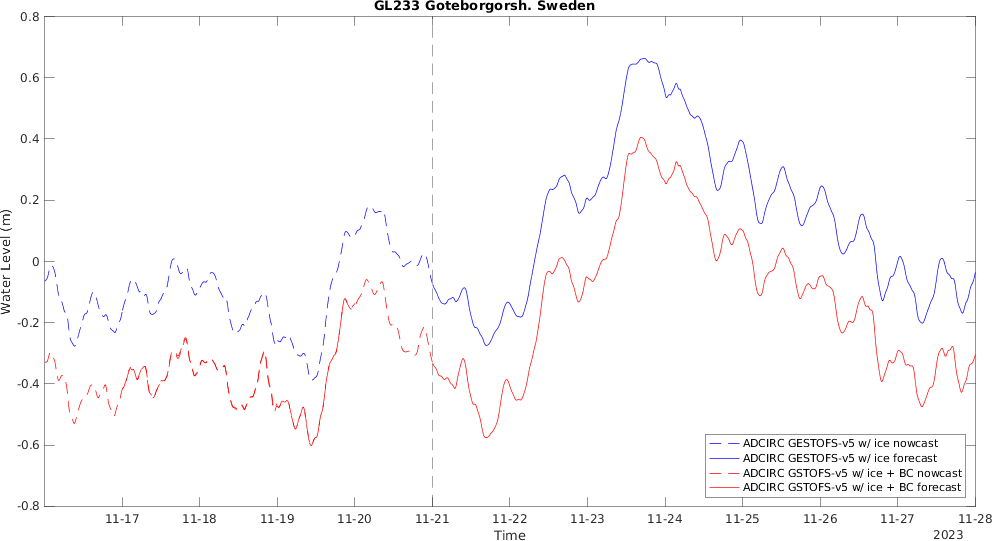 GL233 Goteborgorsh. Sweden
0.8
0.6
0.4
0.2
0
-0.2
-0.4
-0.6
-0.8
Water Level (m)
ADCIRC GESTOFS-v5 w/ ice nowcast
ADCIRC GESTOFS-v5 w/ ice forecast
ADCIRC GSTOFS-v5 w/ ice + BC nowcast
ADCIRC GSTOFS-v5 w/ ice + BC forecast
11-17 11-18 11-19 11-20 11-21 11-22 11-23 11-24 11-25 11-26 11-27 11-28
Time
2023